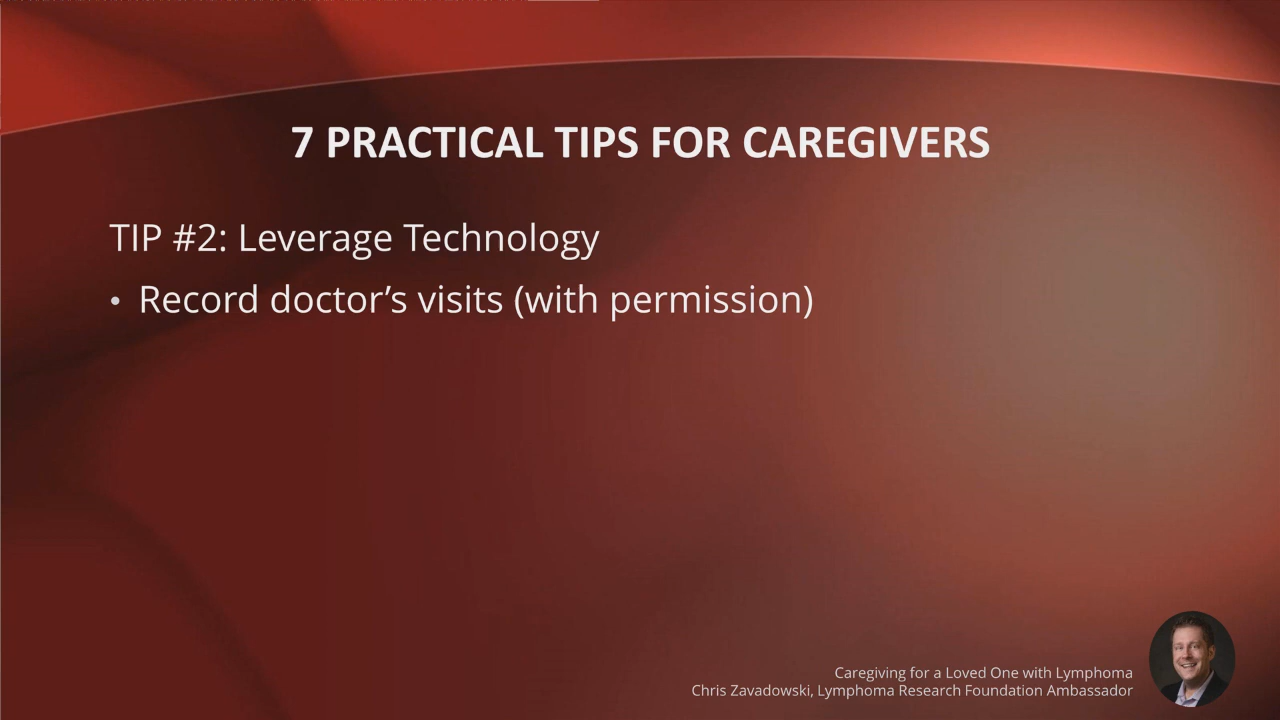 7 PRACTICAL TIPS FOR CAREGIVERS
TIP #2: Leverage Technology
• Record doctor’s visits (with permission)
Caregiving for a Loved One with Lymphoma
Chris Zavadowski, Lymphoma Research Foundation Ambassador